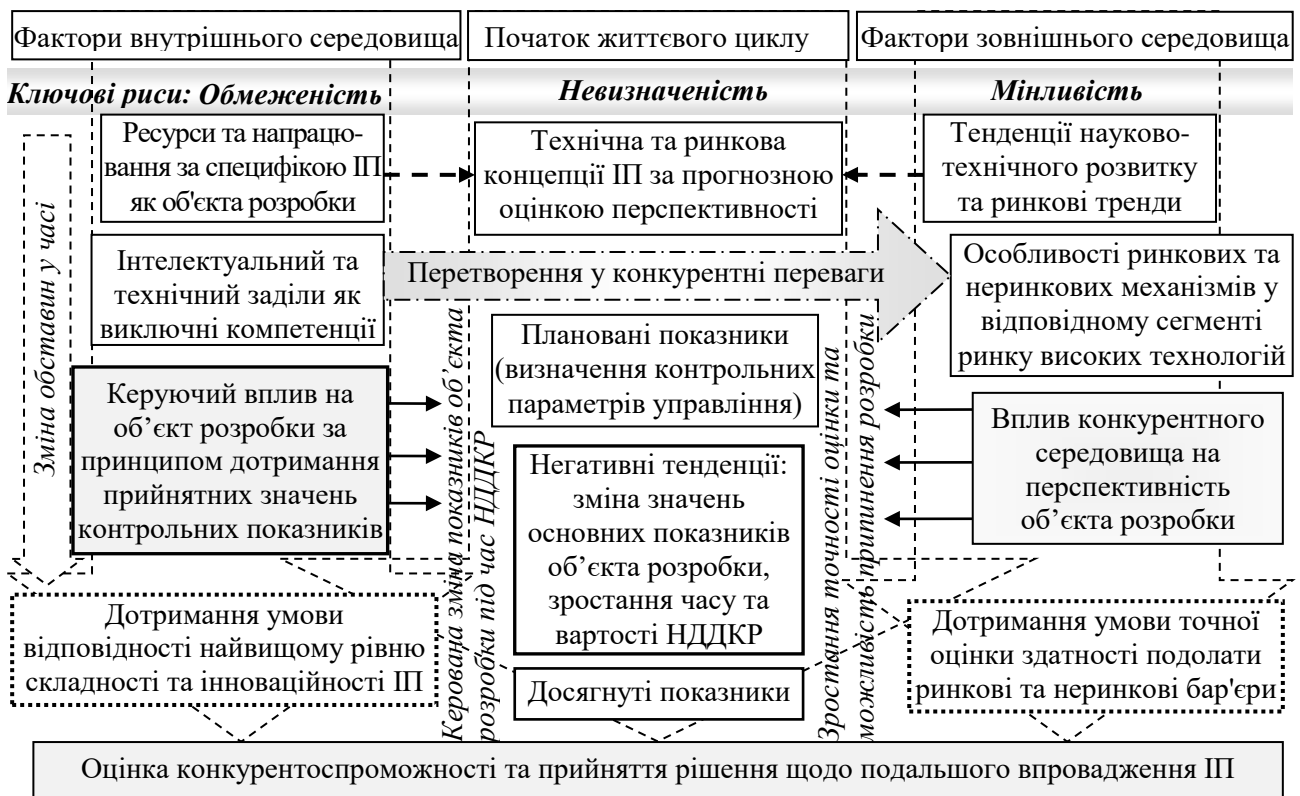 Фактори внутрішнього середовища
Початок життєвого циклу
Фактори зовнішнього середовища
Ключові риси: Обмеженість
Невизначеність
Мінливість
Зміна обставин у часі
Ресурси та напрацю-
вання за специфікою ІП
як об'єкта розробки
Технічна та ринкова
концепції ІП за прогнозною
оцінкою перспективності
Тенденції науково-
технічного розвитку
та ринкові тренди
Інтелектуальний та
технічний заділи як
виключні компетенції
Перетворення у конкурентні переваги
Особливості ринкових та
неринкових механізмів у
відповідному сегменті
ринку високих технологій
Керуючий вплив на
об’єкт розробки за
принципом дотримання
прийнятних значень
контрольних показників
Керована зміна показників об’єкта
розробки під час НДДКР
Плановані показники
(визначення контрольних
параметрів управління)
Негативні тенденції:
зміна значень
основних показників
об’єкта розробки,
зростання часу та
вартості НДДКР
Зростання точності оцінки та
можливість припинення розробки
Вплив конкурентного
середовища на
перспективність
об’єкта розробки
Дотримання умови
відповідності найвищому рівню
складності та інноваційності ІП
Досягнуті показники
Дотримання умови точної
оцінки здатності подолати
ринкові та неринкові бар'єри
Оцінка конкурентоспроможності та прийняття рішення щодо подальшого впровадження ІП